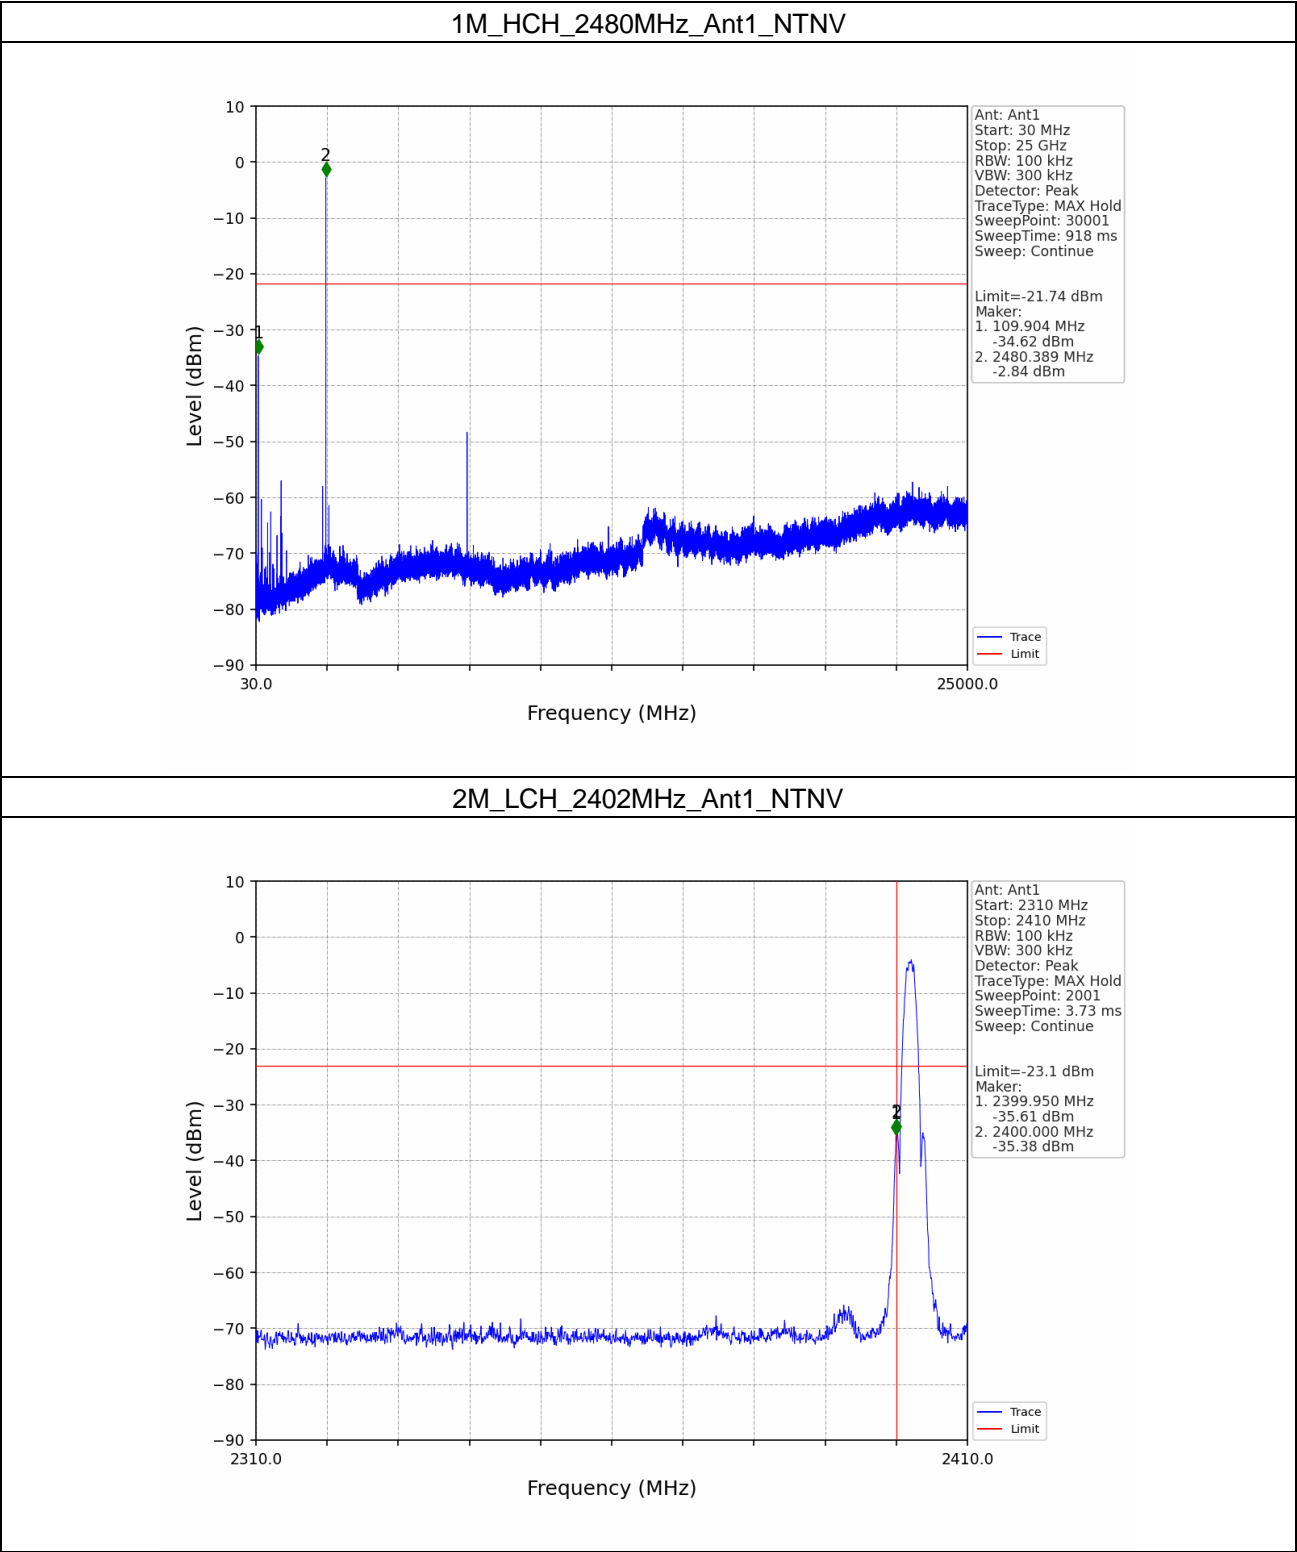 1M_HCH_2480MHz_Ant1_NTNV
10
0
−10
−20
−30
−40
−50
−60
−70
−80
−90
Level (dBm)
1
2
30.0
25000.0
Frequency (MHz)
Ant: Ant1
Start: 30 MHz
Stop: 25 GHz
RBW: 100 kHz
VBW: 300 kHz
Detector: Peak
TraceType: MAX Hold
SweepPoint: 30001
SweepTime: 918 ms
Sweep: Continue
Limit=-21.74 dBm
Maker:
1. 109.904 MHz
-34.62 dBm
2. 2480.389 MHz
-2.84 dBm
Trace
Limit
2M_LCH_2402MHz_Ant1_NTNV
10
0
−10
−20
−30
−40
−50
−60
−70
−80
−90
Level (dBm)
1
2
2310.0
2410.0
Frequency (MHz)
Ant: Ant1
Start: 2310 MHz
Stop: 2410 MHz
RBW: 100 kHz
VBW: 300 kHz
Detector: Peak
TraceType: MAX Hold
SweepPoint: 2001
SweepTime: 3.73 ms
Sweep: Continue
Limit=-23.1 dBm
Maker:
1. 2399.950 MHz
-35.61 dBm
2. 2400.000 MHz
-35.38 dBm
Trace
Limit